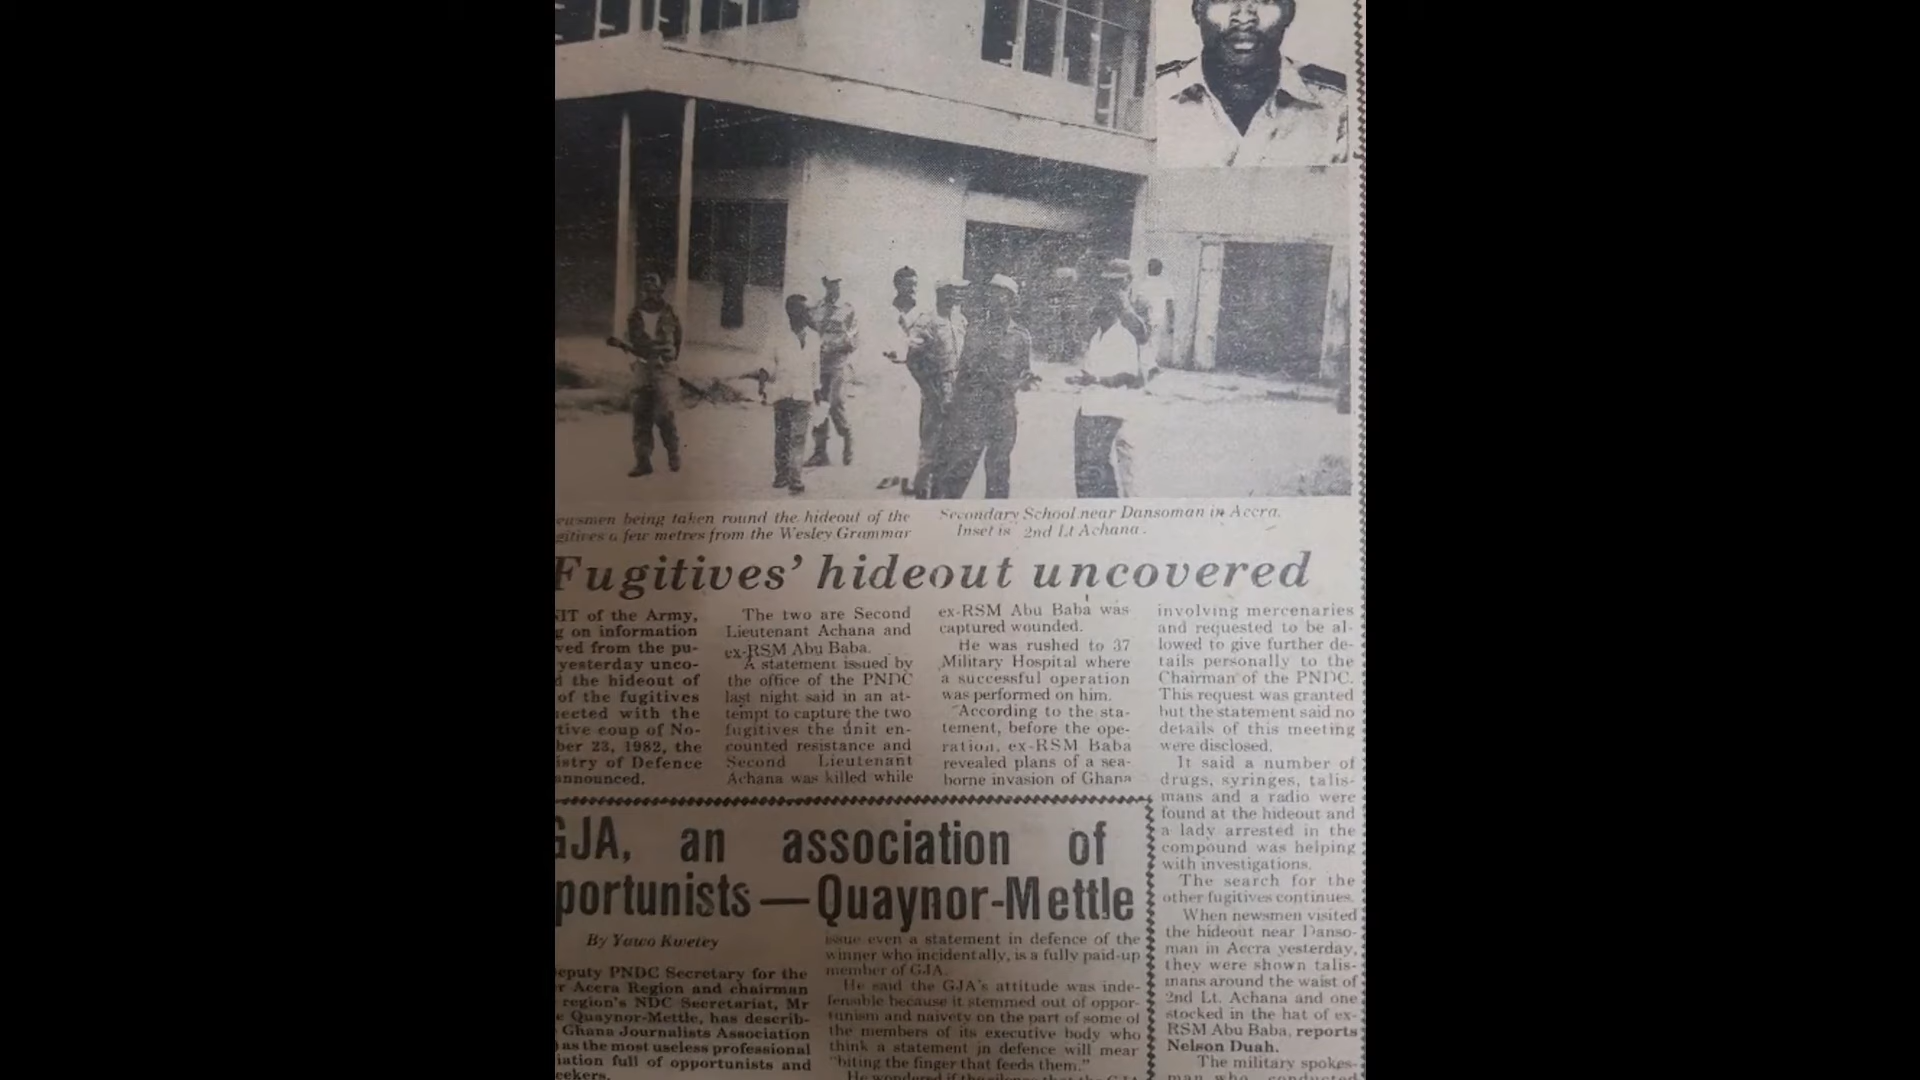 ewsmen being taken round the hideout of the
gitives a few metres from the Wesley Grammar
Secondary School near Dansoman in Accra.
Inset is 2nd Lt Achana.
Fugitives' hideout uncovered
IT of the Army,
g on information
ved from the pu-
yesterday unco-
d the hideout of
of the fugitives
nected with the
tive coup of No-
ber 23, 1982, the
istry of Defence
announced.
The two are Second
Lieutenant Achana and
ex-RSM Abu Baba.
A statement issued by
the office of the PNDC
last night said in an at-
tempt to capture the two
fugitives the unit en-
counted resistance and
Second Lieutenant
Achana was killed while
ex-RSM Abu Baba was
captured wounded.
He was rushed to 37
Military Hospital where
a successful operation
was performed on him.
"According to the sta-
tement, before the ope-
ration, ex-RSM Baba
revealed plans of a sea-
borne invasion of Ghana
involving mercenaries
and requested to be al-
lowed to give further de-
tails personally to the
Chairman of the PNDC.
This request was granted
but the statement said no
details of this meeting
were disclosed.
It said a number of
drugs, syringes, talis-
mans and a radio were
found at the hideout and
a lady arrested in the
compound was helping
with investigations.
The search for the
other fugitives continues.
When newsmen visited
the hideout near Danso-
man in Accra yesterday,
they were shown talis-
mans around the waist of
2nd Lt. Achana and one
stocked in the hat of ex-
RSM Abu Baba, reports
Nelson Duah.
The military spokes-
man who conducted
GJA, an association of
portunists — Quaynor-Mettle
By Yawo Kwetey
eputy PNDC Secretary for the
r Accra Region and chairman
region's NDC Secretariat, Mr
e Quaynor-Mettle, has describ-
Ghana Journalists Association
as the most useless professional
iation full of opportunists and
eekers.
issue even a statement in defence of the
winner who incidentally, is a fully paid-up
member of GJA.
He said the GJA's attitude was inde-
fensible because it stemmed out of oppor-
tunism and naivety on the part of some of
the members of its executive body who
think a statement in defence will mear
"biting the finger that feeds them."
He wondered if the silence